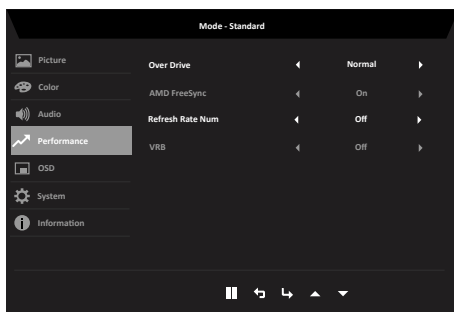 Mode - Standard
Picture
Color
Audio
Performance
OSD
System
Information
Over Drive Normal
AMD FreeSync On
Refresh Rate Num Off
VRB Off